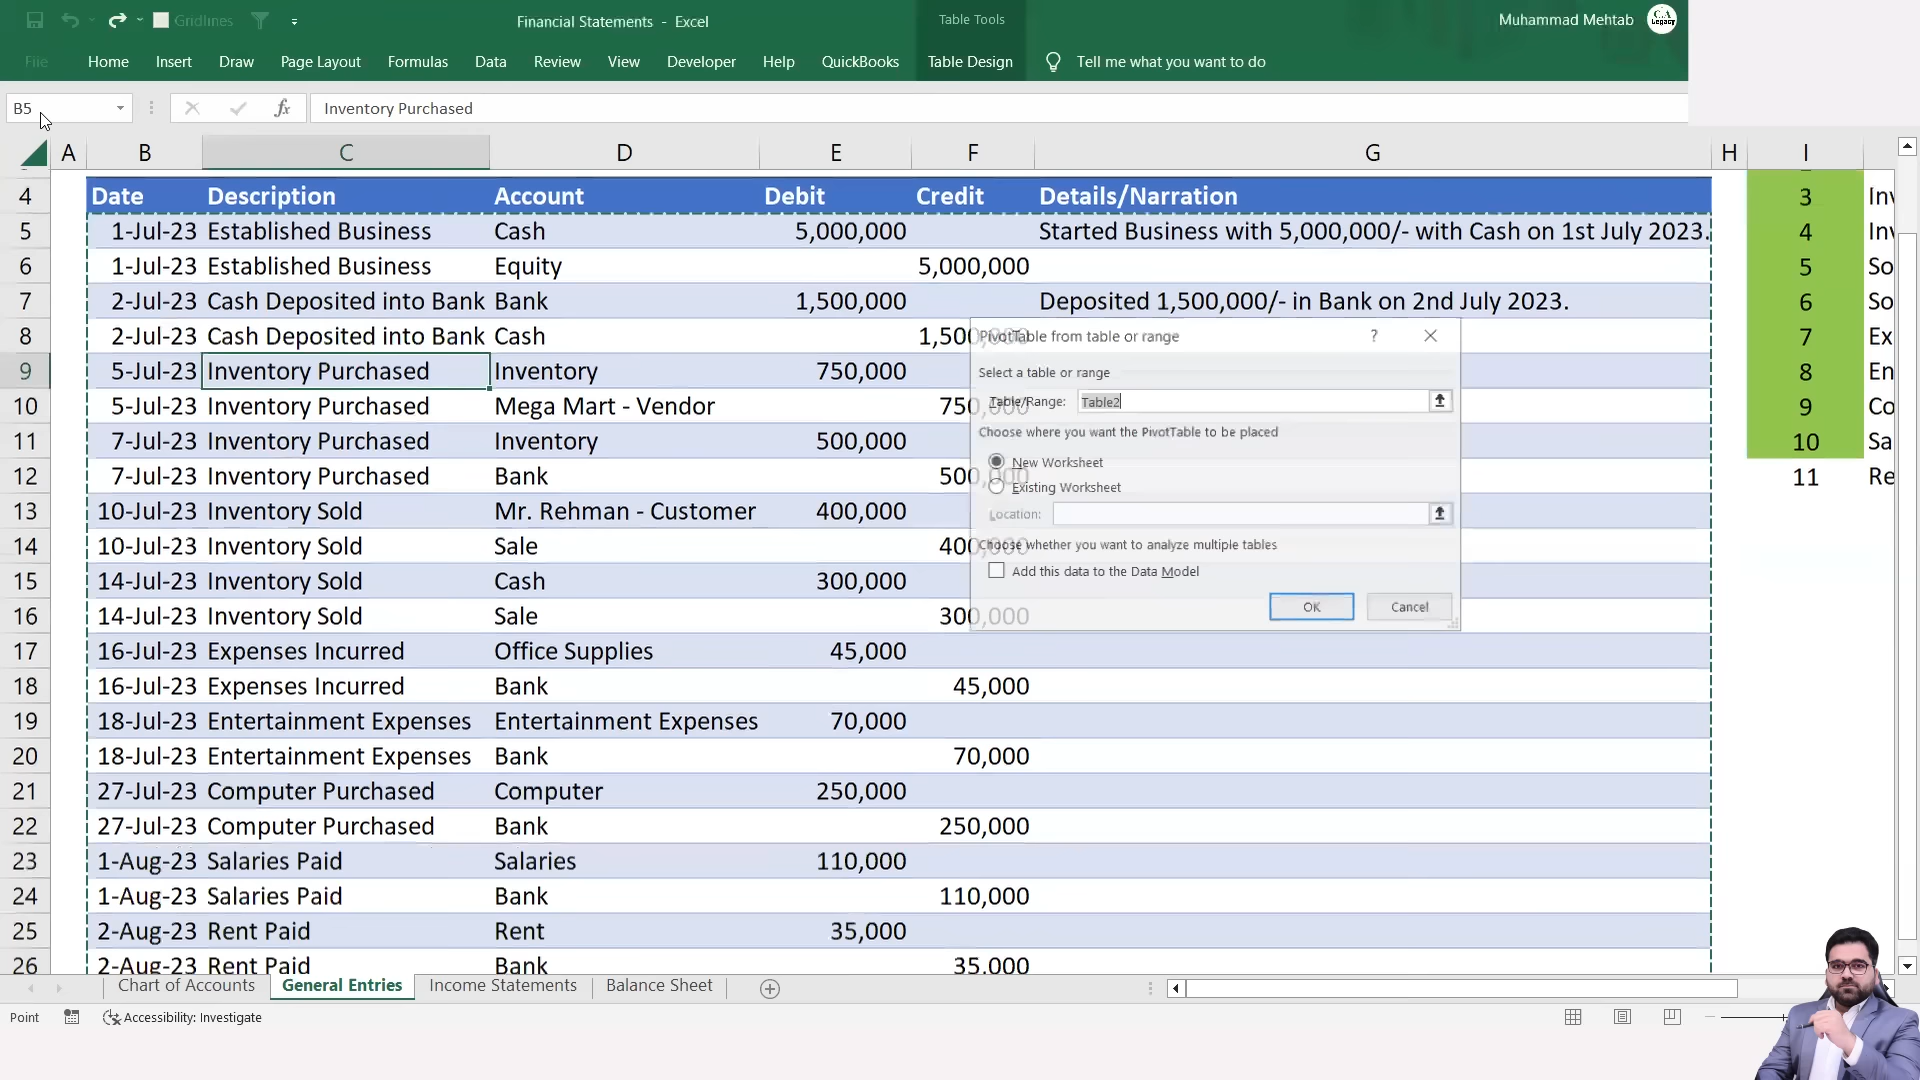 Gridlines
Financial Statements - Excel
Table Tools
Muhammad Mehtab
CA Legacy
File Home Insert Draw Page Layout Formulas Data Review View Developer Help QuickBooks Table Design Tell me what you want to do
B5 fx Inventory Purchased
A B C D E F G H I
4 Date Description Account Debit Credit Details/Narration 3
5 1-Jul-23 Established Business Cash 5,000,000 Started Business with 5,000,000/- with Cash on 1st July 2023. 4
6 1-Jul-23 Established Business Equity 5,000,000 5 So
7 2-Jul-23 Cash Deposited into Bank Bank 1,500,000 Deposited 1,500,000/- in Bank on 2nd July 2023. 6 So
8 2-Jul-23 Cash Deposited into Bank Cash 1,500,000 7 Ex
9 5-Jul-23 Inventory Purchased Inventory 750,000 8 En
10 5-Jul-23 Inventory Purchased Mega Mart - Vendor 750,000 9 Co
11 7-Jul-23 Inventory Purchased Inventory 500,000 10 Sa
12 7-Jul-23 Inventory Purchased Bank 500,000 11 Re
13 10-Jul-23 Inventory Sold Mr. Rehman - Customer 400,000
14 10-Jul-23 Inventory Sold Sale 400,000
15 14-Jul-23 Inventory Sold Cash 300,000
16 14-Jul-23 Inventory Sold Sale 300,000
17 16-Jul-23 Expenses Incurred Office Supplies 45,000
18 16-Jul-23 Expenses Incurred Bank 45,000
19 18-Jul-23 Entertainment Expenses Entertainment Expenses 70,000
20 18-Jul-23 Entertainment Expenses Bank 70,000
21 27-Jul-23 Computer Purchased Computer 250,000
22 27-Jul-23 Computer Purchased Bank 250,000
23 1-Aug-23 Salaries Paid Salaries 110,000
24 1-Aug-23 Salaries Paid Bank 110,000
25 2-Aug-23 Rent Paid Rent 35,000
26 2-Aug-23 Rent Paid Bank 35,000
PivotTable from table or range ?
Select a table or range
Table/Range: Table2
Choose where you want the PivotTable to be placed
New Worksheet
Existing Worksheet
Location:
Choose whether you want to analyze multiple tables
Add this data to the Data Model
OK Cancel
Chart of Accounts General Entries Income Statements Balance Sheet
Point Accessibility: Investigate